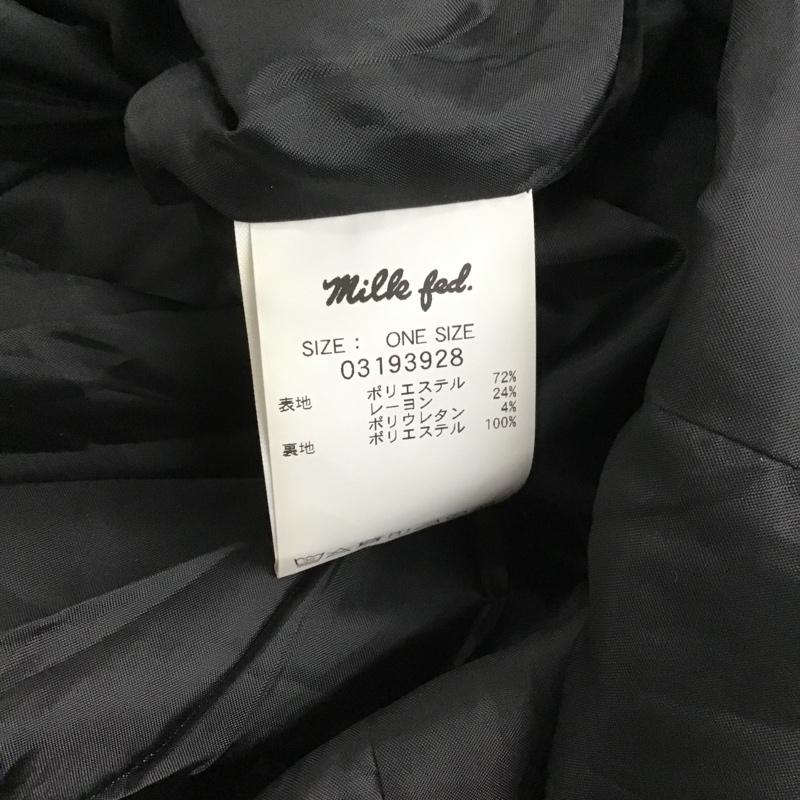 Milk fed.
SIZE : ONE SIZE
03193928
表地 ポリエステル 72%
レーヨン 24%
ポリウレタン 4%
裏地 ポリエステル 100%